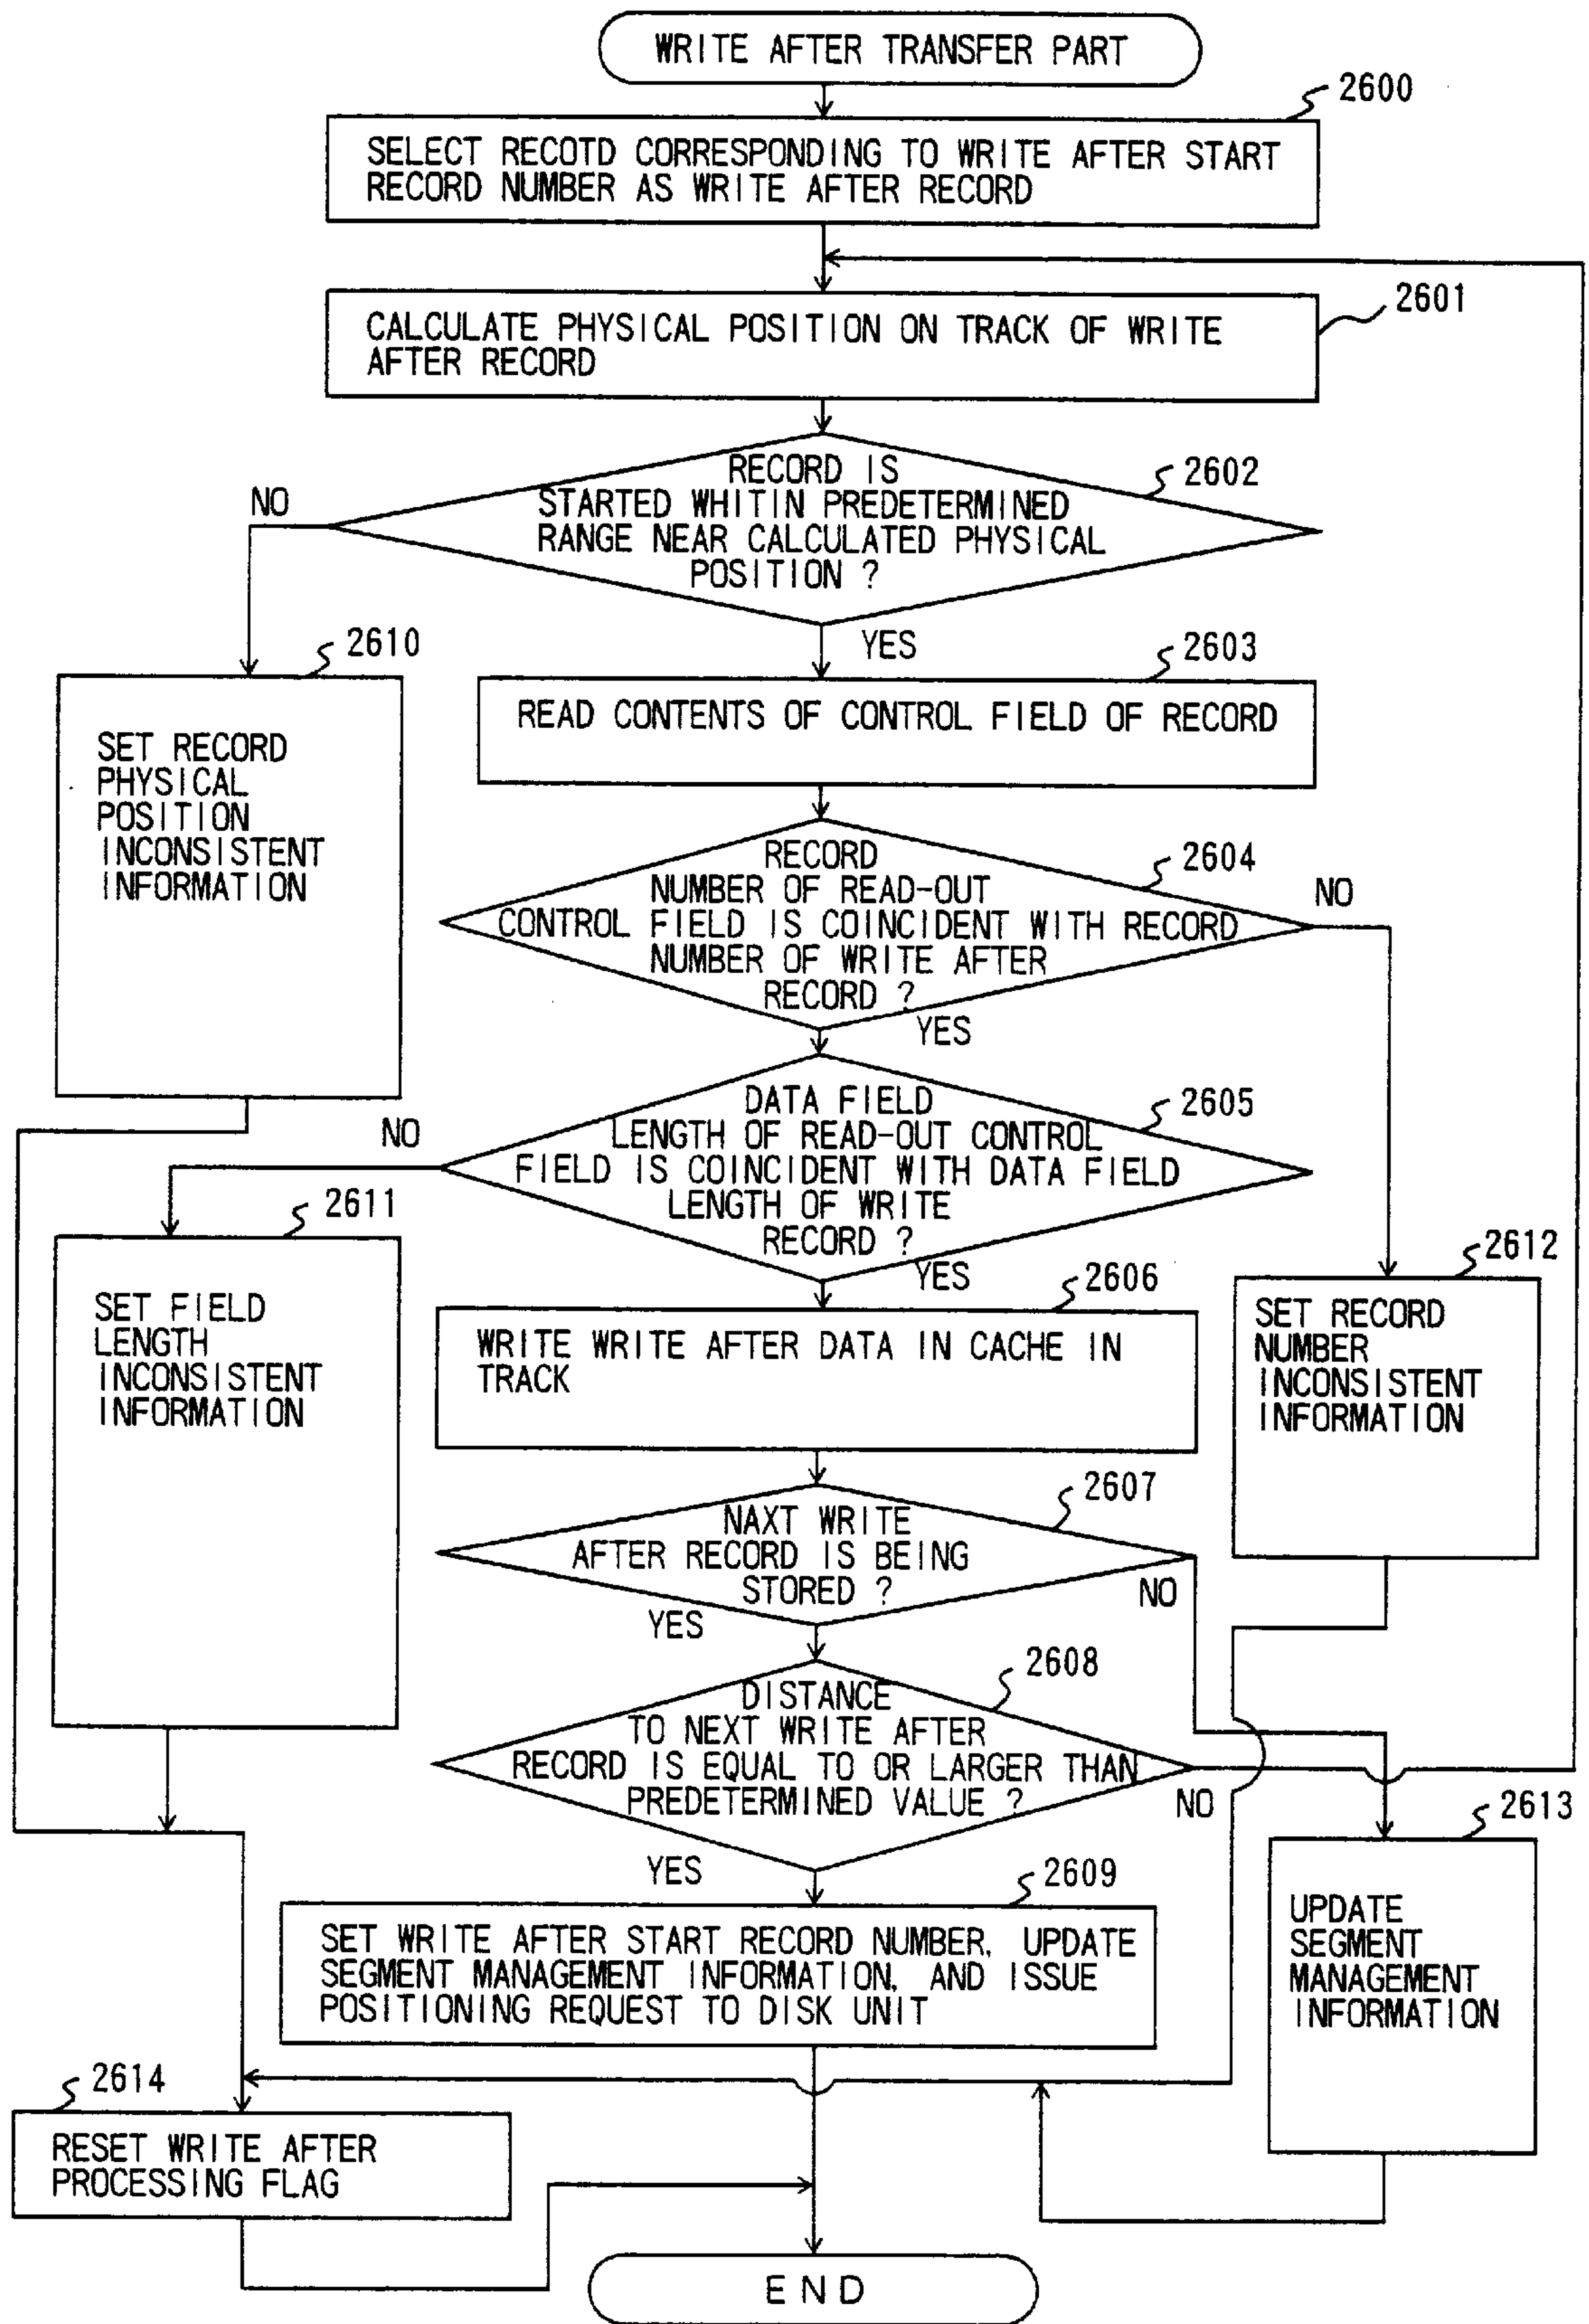 WRITE AFTER TRANSFER PART
2600
SELECT RECOTD CORRESPONDING TO WRITE AFTER START
RECORD NUMBER AS WRITE AFTER RECORD
2601
CALCULATE PHYSICAL POSITION ON TRACK OF WRITE
AFTER RECORD
2602
RECORD IS
STARTED WHITIN PREDETERMINED
RANGE NEAR CALCULATED PHYSICAL
POSITION ?
NO
YES
2610
SET RECORD
PHYSICAL
POSITION
INCONSISTENT
INFORMATION
2603
READ CONTENTS OF CONTROL FIELD OF RECORD
2604
RECORD
NUMBER OF READ-OUT
CONTROL FIELD IS COINCIDENT WITH RECORD
NUMBER OF WRITE AFTER
RECORD ?
NO
YES
2605
DATA FIELD
LENGTH OF READ-OUT CONTROL
FIELD IS COINCIDENT WITH DATA FIELD
LENGTH OF WRITE
RECORD ?
NO
YES
2611
SET FIELD
LENGTH
INCONSISTENT
INFORMATION
2612
SET RECORD
NUMBER
INCONSISTENT
INFORMATION
2606
WRITE WRITE AFTER DATA IN CACHE IN
TRACK
2607
NAXT WRITE
AFTER RECORD IS BEING
STORED ?
NO
YES
2608
DISTANCE
TO NEXT WRITE AFTER
RECORD IS EQUAL TO OR LARGER THAN
PREDETERMINED VALUE ?
NO
YES
2613
UPDATE
SEGMENT
MANAGEMENT
INFORMATION
2609
SET WRITE AFTER START RECORD NUMBER, UPDATE
SEGMENT MANAGEMENT INFORMATION, AND ISSUE
POSITIONING REQUEST TO DISK UNIT
2614
RESET WRITE AFTER
PROCESSING FLAG
END